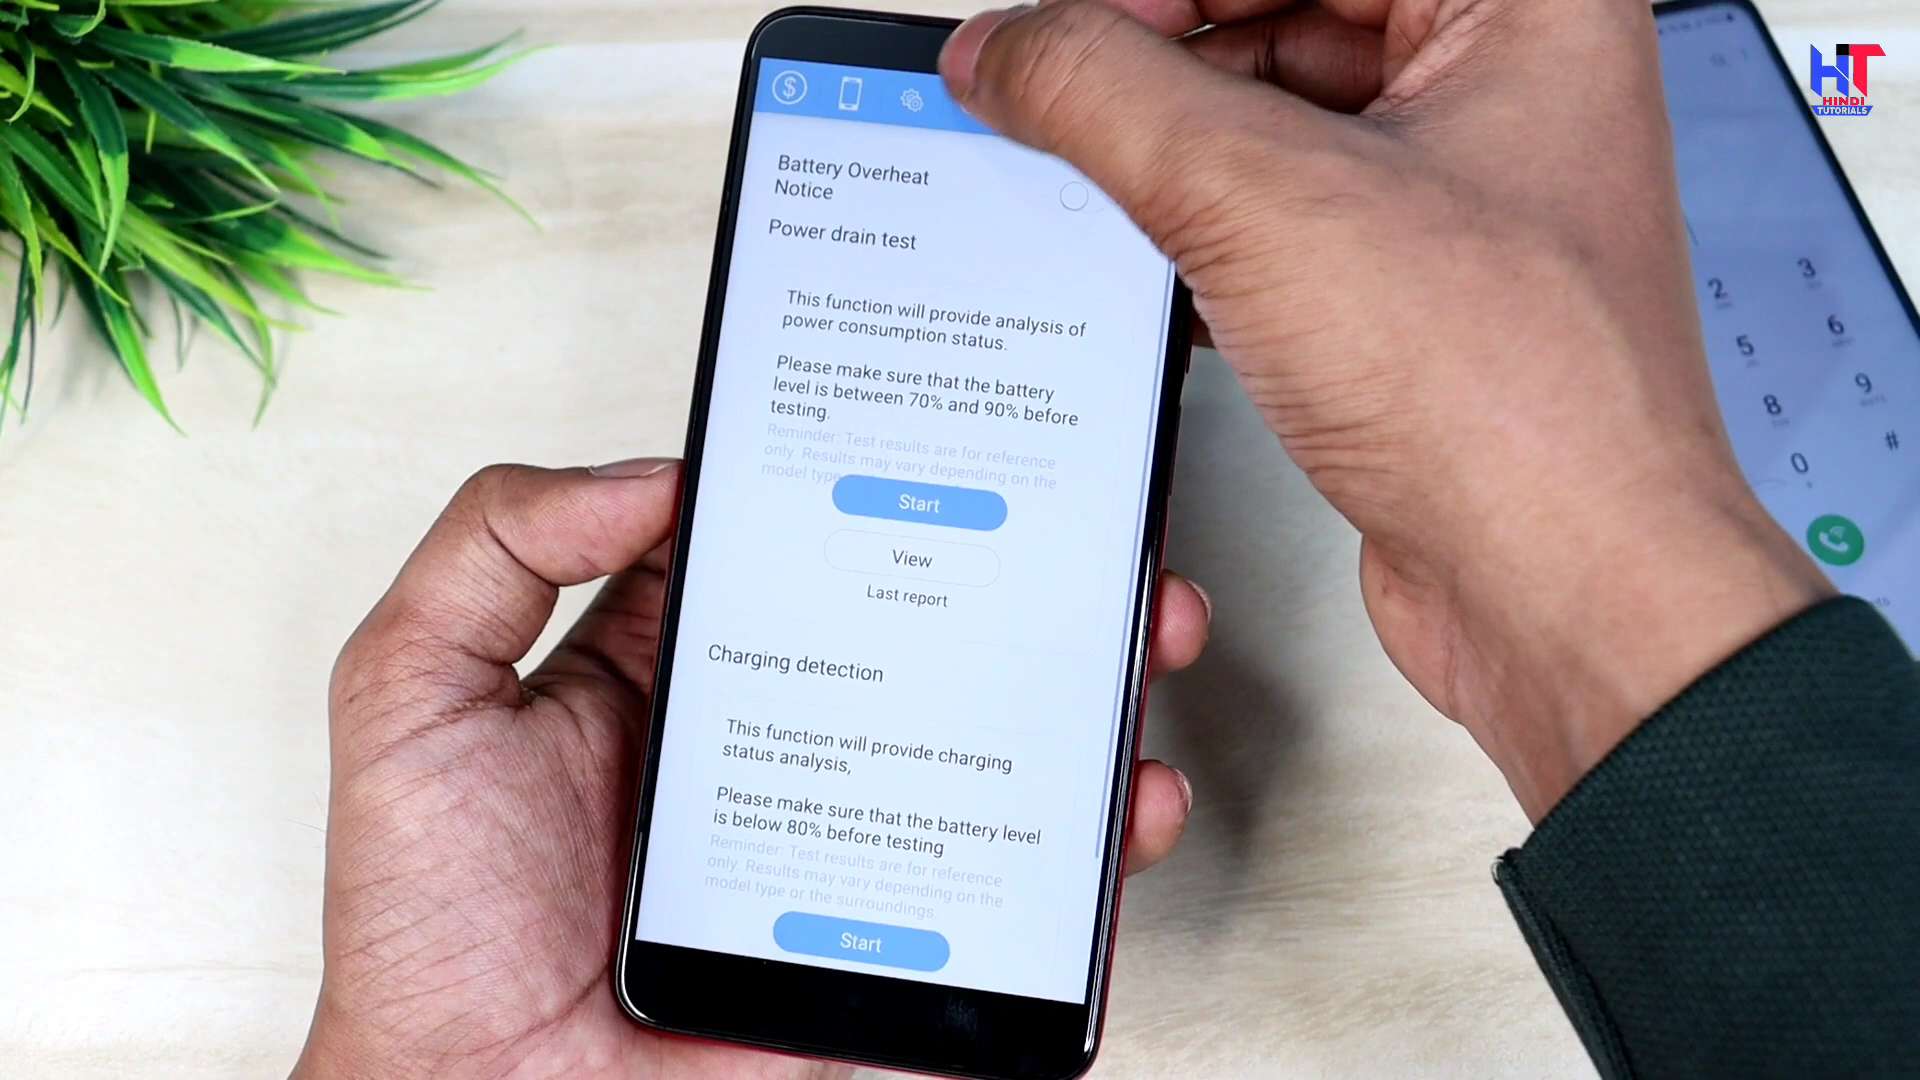 $
HT
HINDI
TUTORIALS
Battery Overheat
Notice
Power drain test
This function will provide analysis of
power consumption status.
Please make sure that the battery
level is between 70% and 90% before
testing.
Reminder: Test results are for reference
only. Results may vary depending on the
model type
Start
View
Last report
Charging detection
This function will provide charging
status analysis,
Please make sure that the battery level
is below 80% before testing
Reminder: Test results are for reference
only. Results may vary depending on the
model type or the surroundings.
Start
2 3
5 6
8 9
0 #